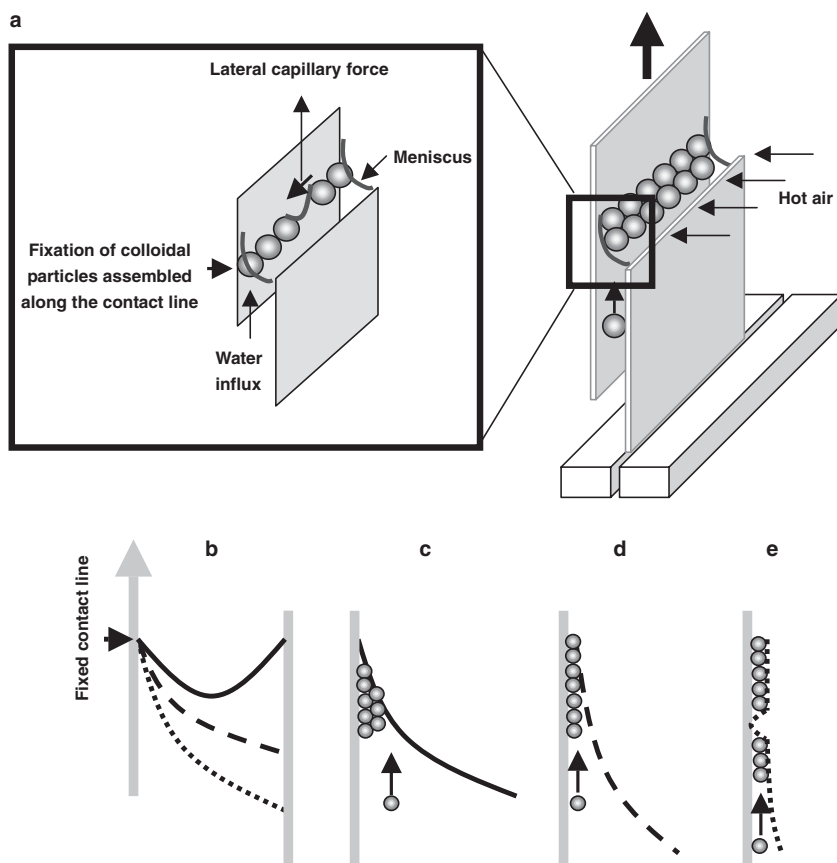 a
Lateral capillary force
Meniscus
Fixation of colloidal
particles assembled
along the contact line
Water
influx
Hot air
b
c
d
e
Fixed contact line